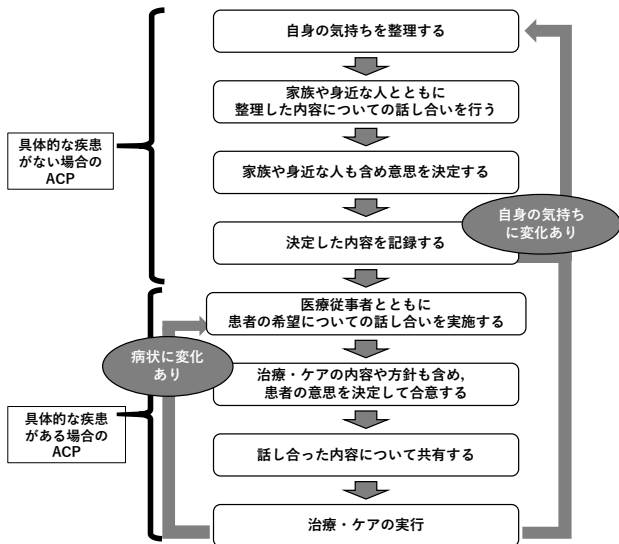 自身の気持ちを整理する
家族や身近な人とともに
整理した内容についての話し合いを行う
具体的な疾患
がない場合の
ACP
家族や身近な人も含め意思を決定する
自身の気持ち
に変化あり
決定した内容を記録する
医療従事者とともに
患者の希望についての話し合いを実施する
病状に変化
あり
治療・ケアの内容や方針も含め,
患者の意思を決定して合意する
具体的な疾患
がある場合の
ACP
話し合った内容について共有する
治療・ケアの実行